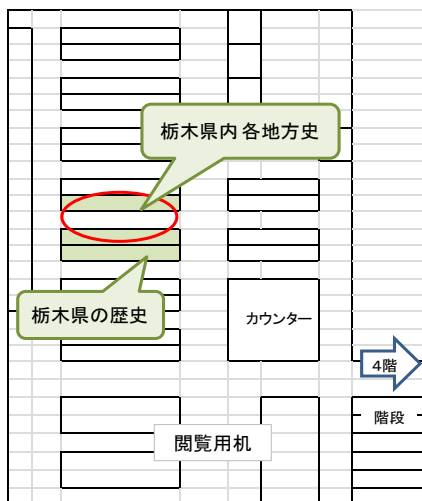 栃木県内各地方史
栃木県の歴史
カウンター
4階
階段
閲覧用机